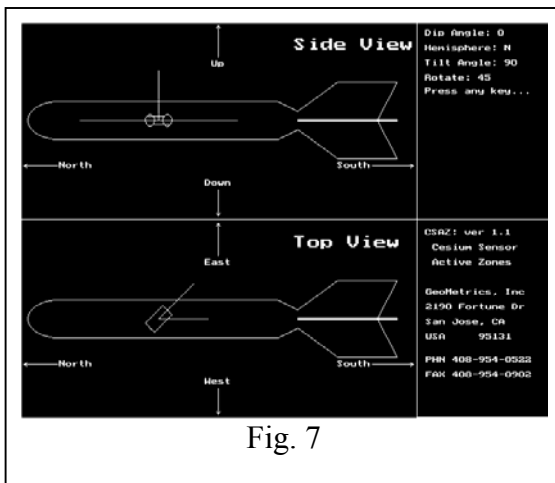 Side View
Up
North
South
Down
Dip Angle: 0
Hemisphere: N
Tilt Angle: 90
Rotate: 45
Press any key...
Top View
East
North
South
West
CSAZ: ver 1.1
Cesium Sensor
Active Zones
GeoMetrics, Inc
2190 Fortune Dr
San Jose, CA
USA 95131
PHN 408-954-0522
FAX 408-954-0902
Fig. 7